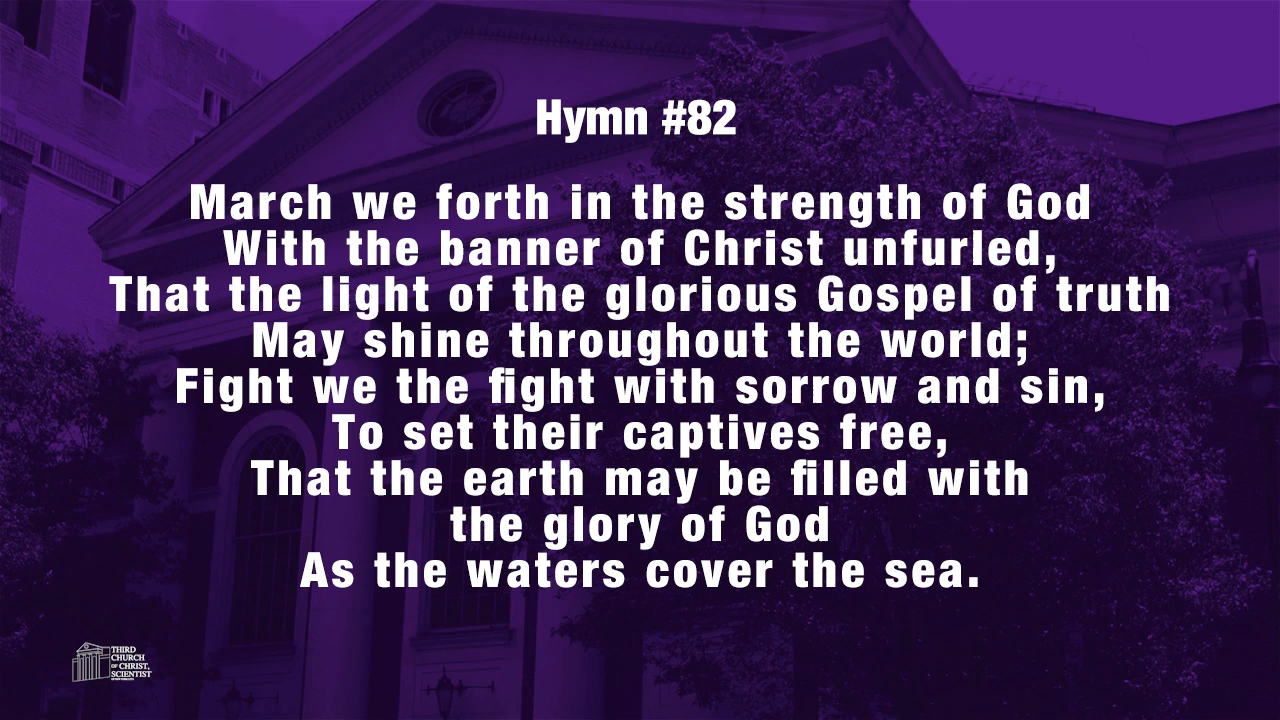 Hymn #82
March we forth in the strength of God
With the banner of Christ unfurled,
That the light of the glorious Gospel of truth
May shine throughout the world;
Fight we the fight with sorrow and sin,
To set their captives free,
That the earth may be filled with
the glory of God
As the waters cover the sea.
THIRD
CHURCH
OF CHRIST,
SCIENTIST